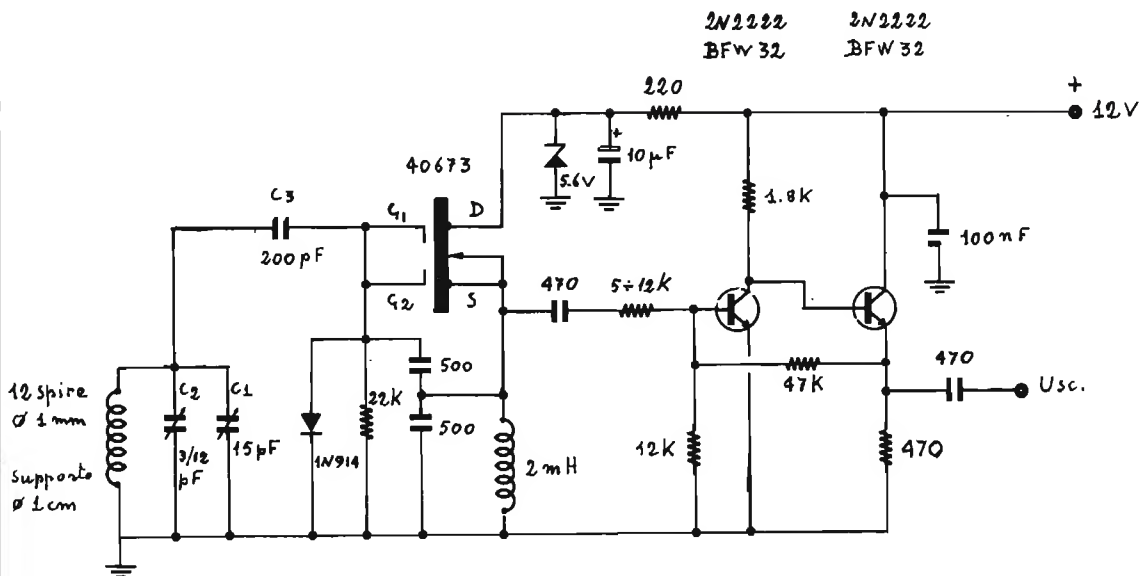 2N2222
BFW 32
2N2222
BFW 32
220
+
12V
40673
+
10µF
5.6V
1.8K
C3
200pF
G1
D
100nF
G2
S
470
5÷12K
500
470
47K
Usc.
12 spire
ø 1mm
C2
C1
22K
500
3/12
pF
15pF
1N914
2mH
12K
470
supporto
ø 1cm